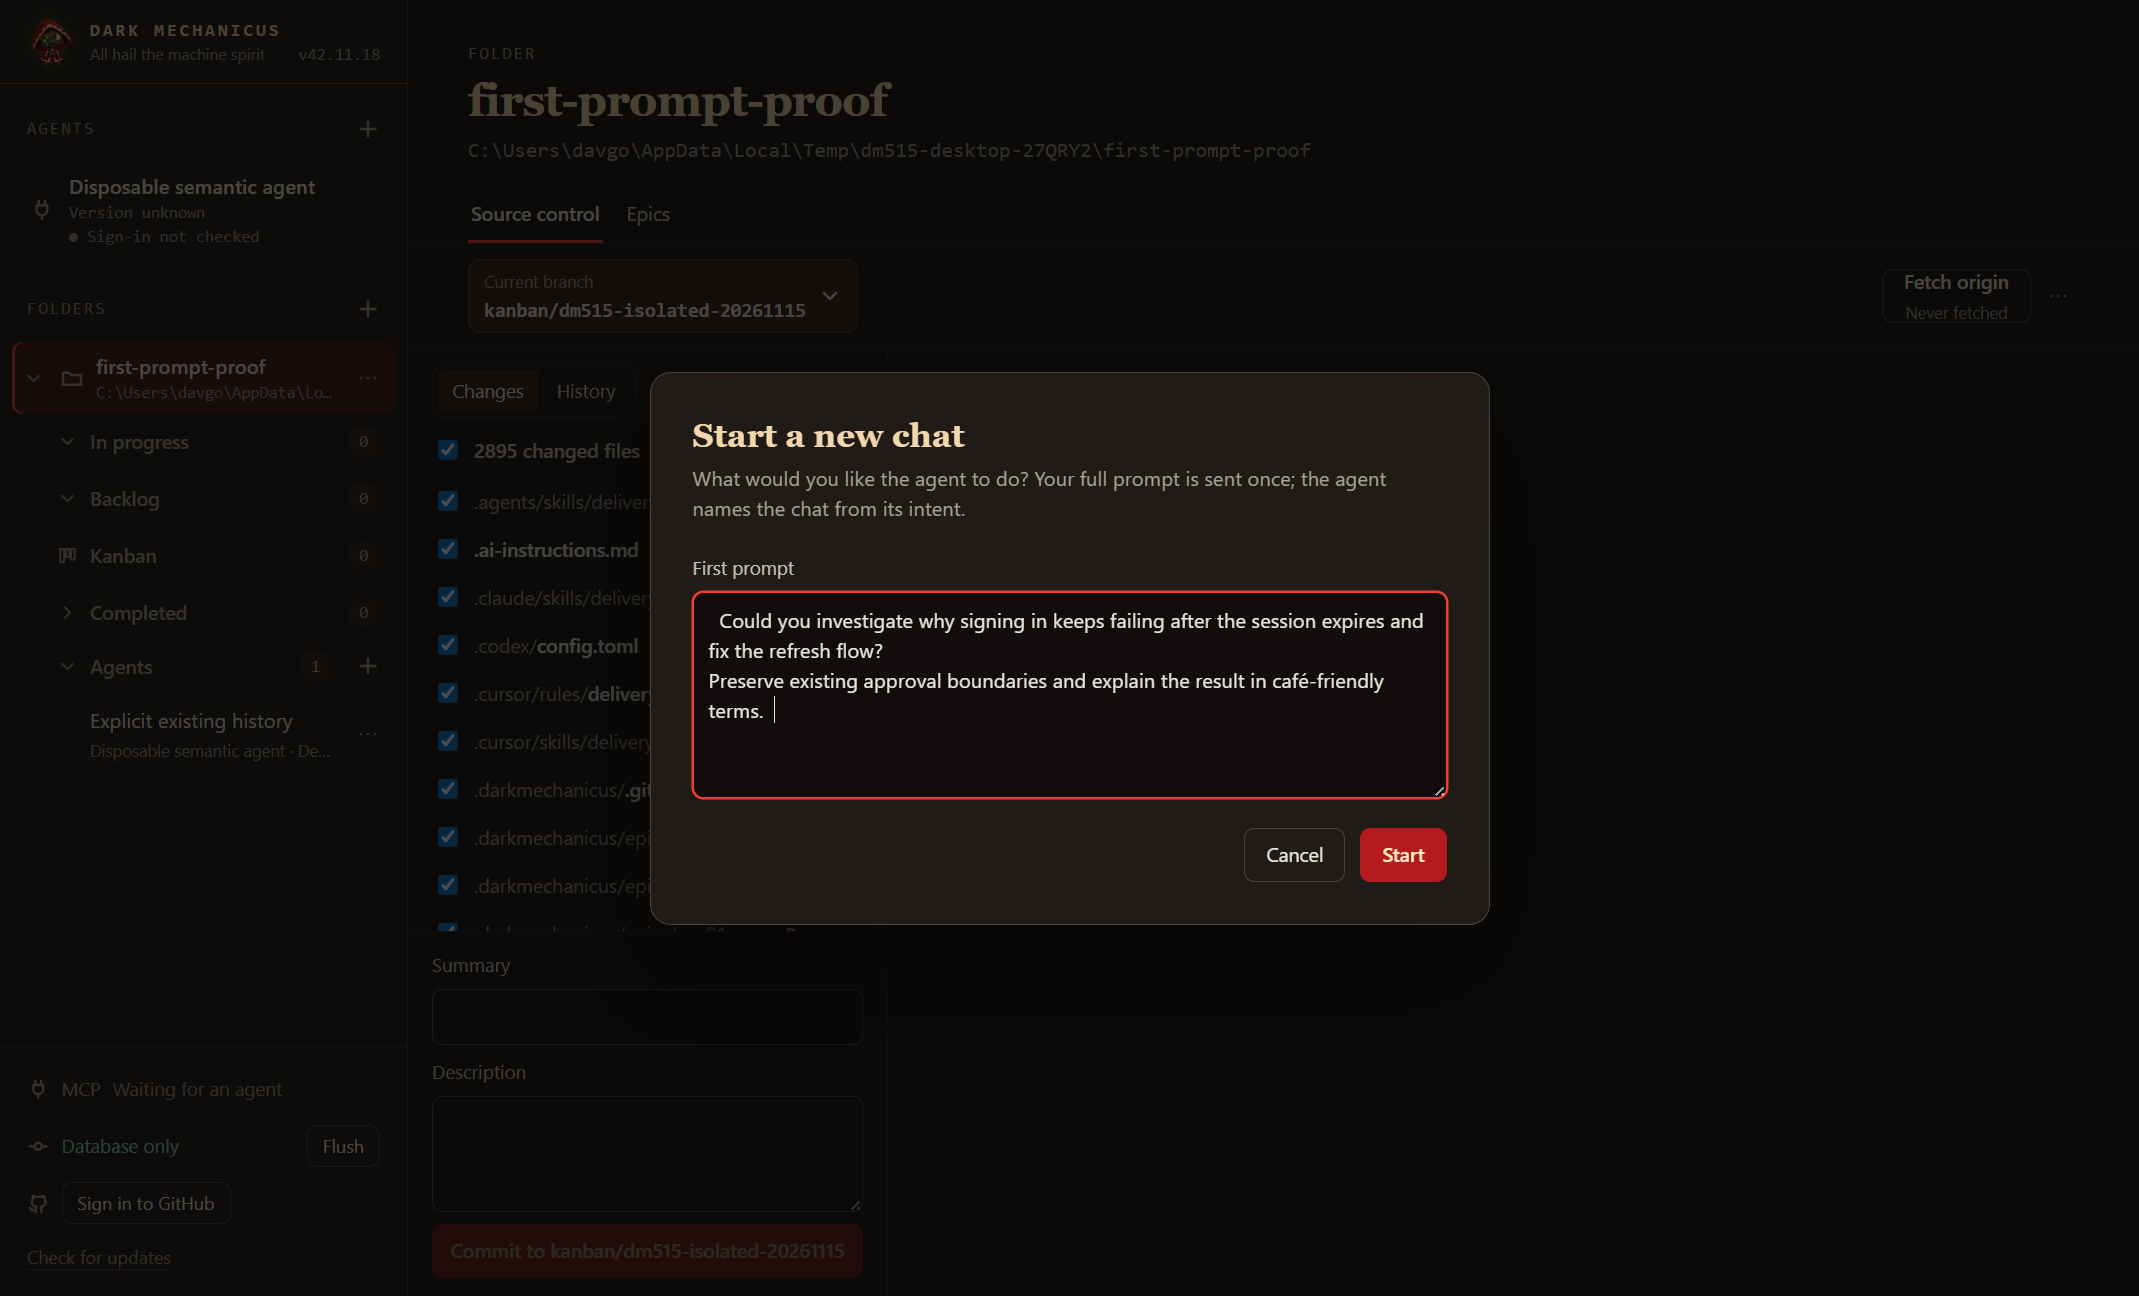 DARK MECHANICUS
All hail the machine spirit v42.11.18
AGENTS
Disposable semantic agent
Version unknown
Sign-in not checked
FOLDERS
first-prompt-proof
C:\Users\davgo\AppData\Lo…
In progress 0
Backlog 0
Kanban 0
Completed 0
Agents 1
Explicit existing history
Disposable semantic agent · De…
MCP Waiting for an agent
Database only Flush
Sign in to GitHub
Check for updates
FOLDER
first-prompt-proof
C:\Users\davgo\AppData\Local\Temp\dm515-desktop-27QRY2\first-prompt-proof
Source control Epics
Current branch
kanban/dm515-isolated-20261115
Fetch origin
Never fetched
Changes History
2895 changed files
.agents/skills/deliver
.ai-instructions.md
.claude/skills/delivery
.codex/config.toml
.cursor/rules/delivery
.cursor/skills/delivery
.darkmechanicus/.git
.darkmechanicus/epi
.darkmechanicus/epi
Summary
Description
Commit to kanban/dm515-isolated-20261115
Start a new chat
What would you like the agent to do? Your full prompt is sent once; the agent
names the chat from its intent.
First prompt
Could you investigate why signing in keeps failing after the session expires and
fix the refresh flow?
Preserve existing approval boundaries and explain the result in café-friendly
terms.
Cancel Start